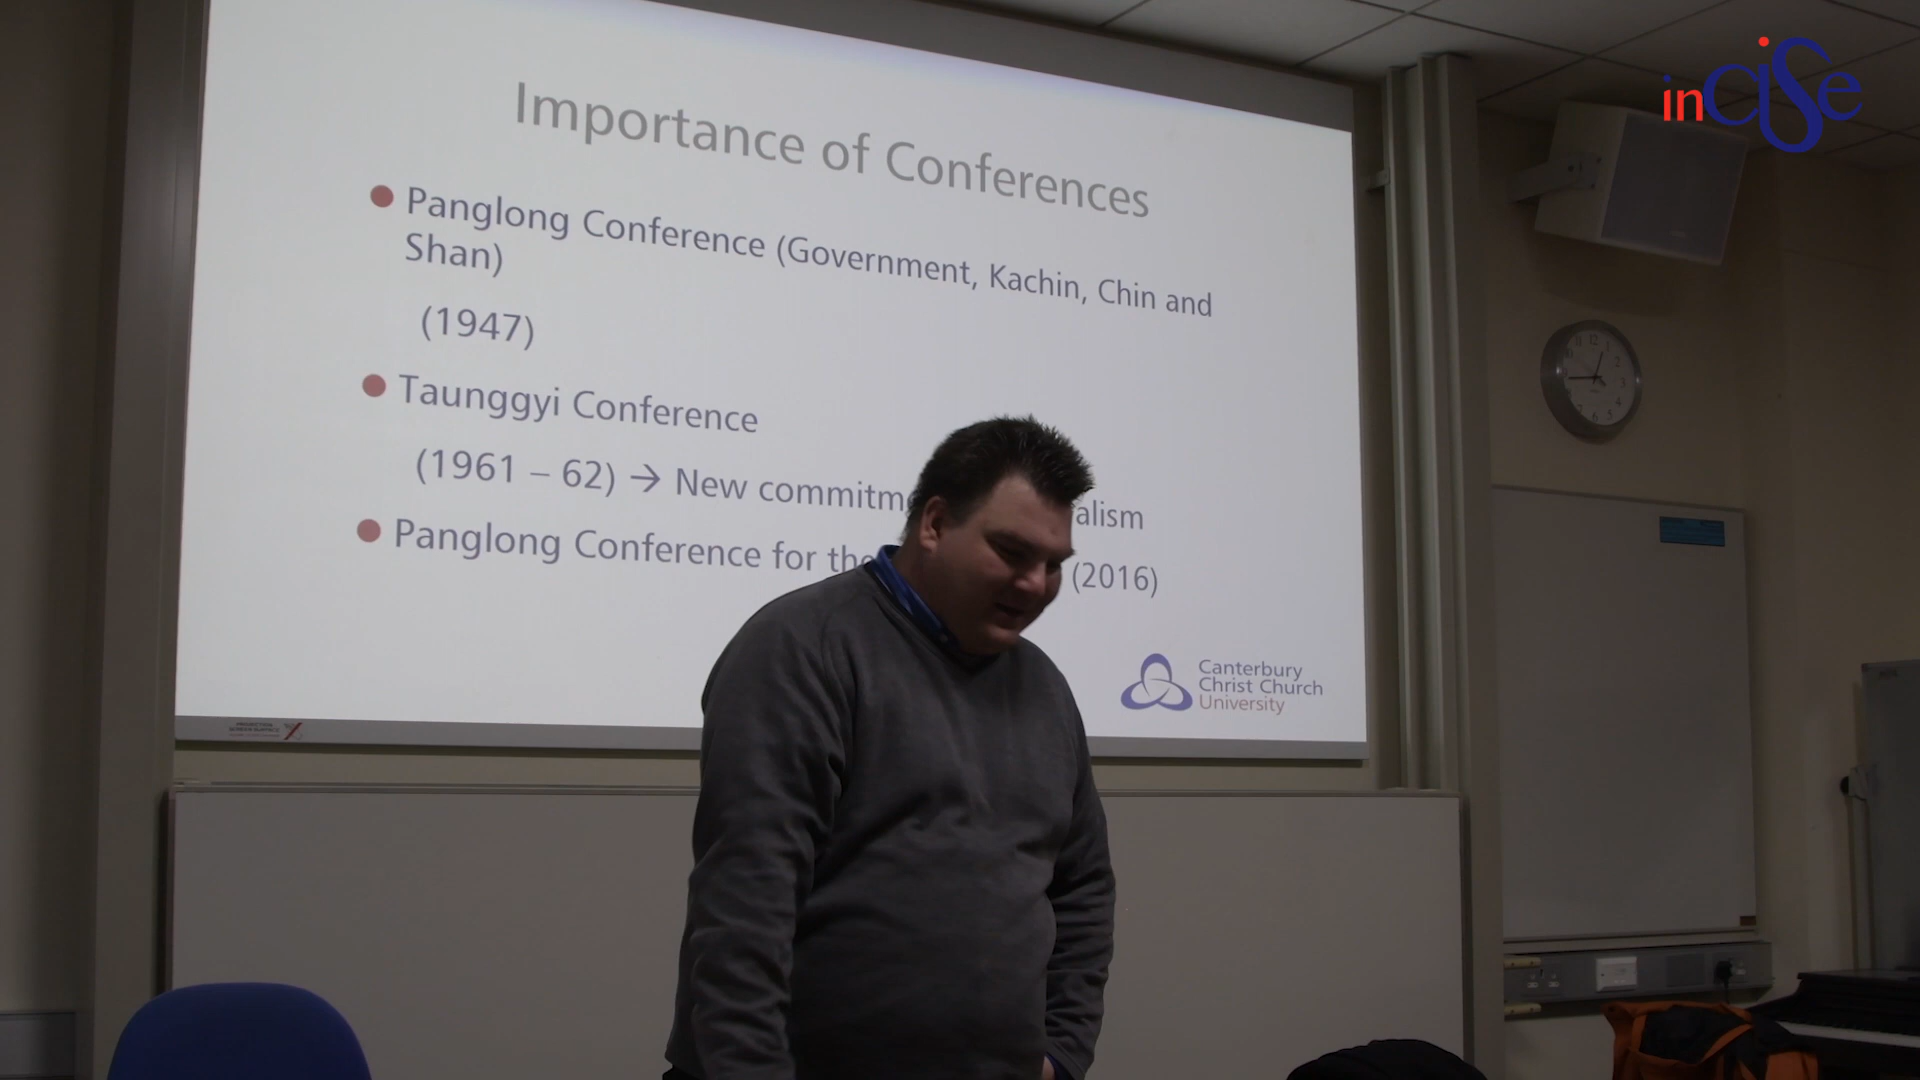 inCISe
Importance of Conferences
Panglong Conference (Government, Kachin, Chin and
Shan)
(1947)
Taunggyi Conference
(1961 – 62) → New commitm alism
Panglong Conference for the (2016)
Canterbury
Christ Church
University